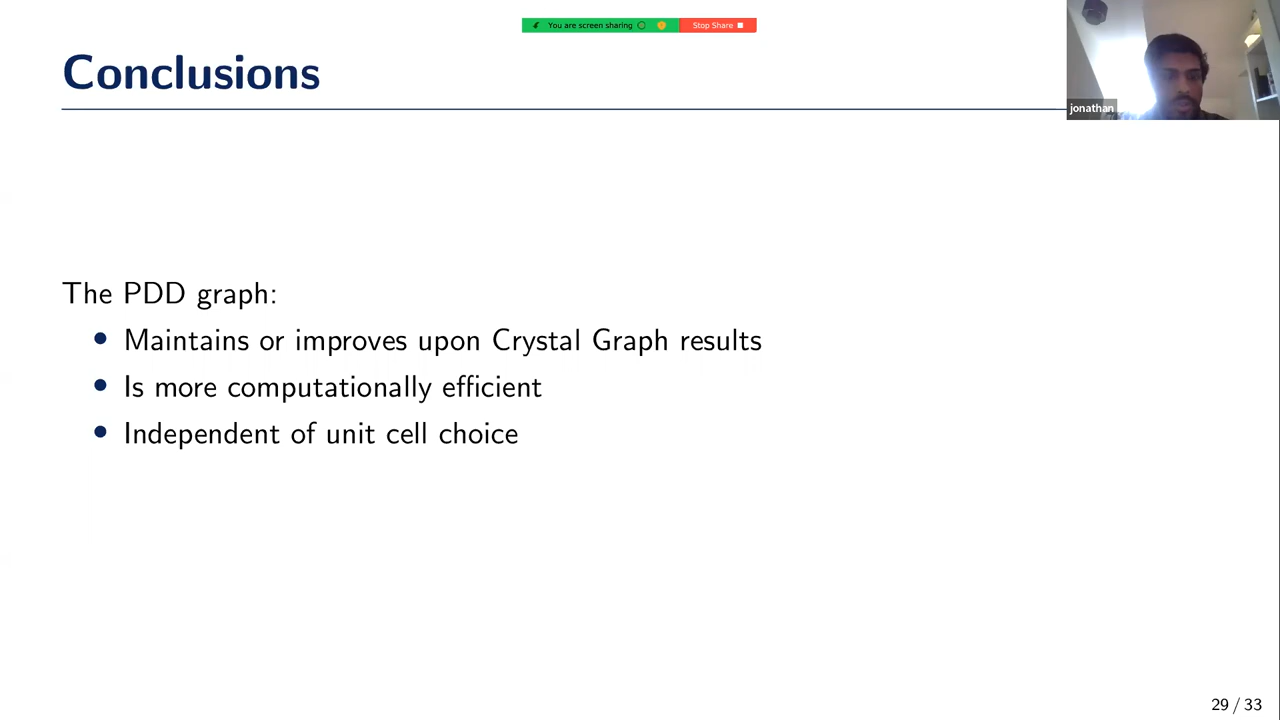 You are screen sharing
Stop Share
Conclusions
jonathan
The PDD graph:
• Maintains or improves upon Crystal Graph results
• Is more computationally efficient
• Independent of unit cell choice
29 / 33